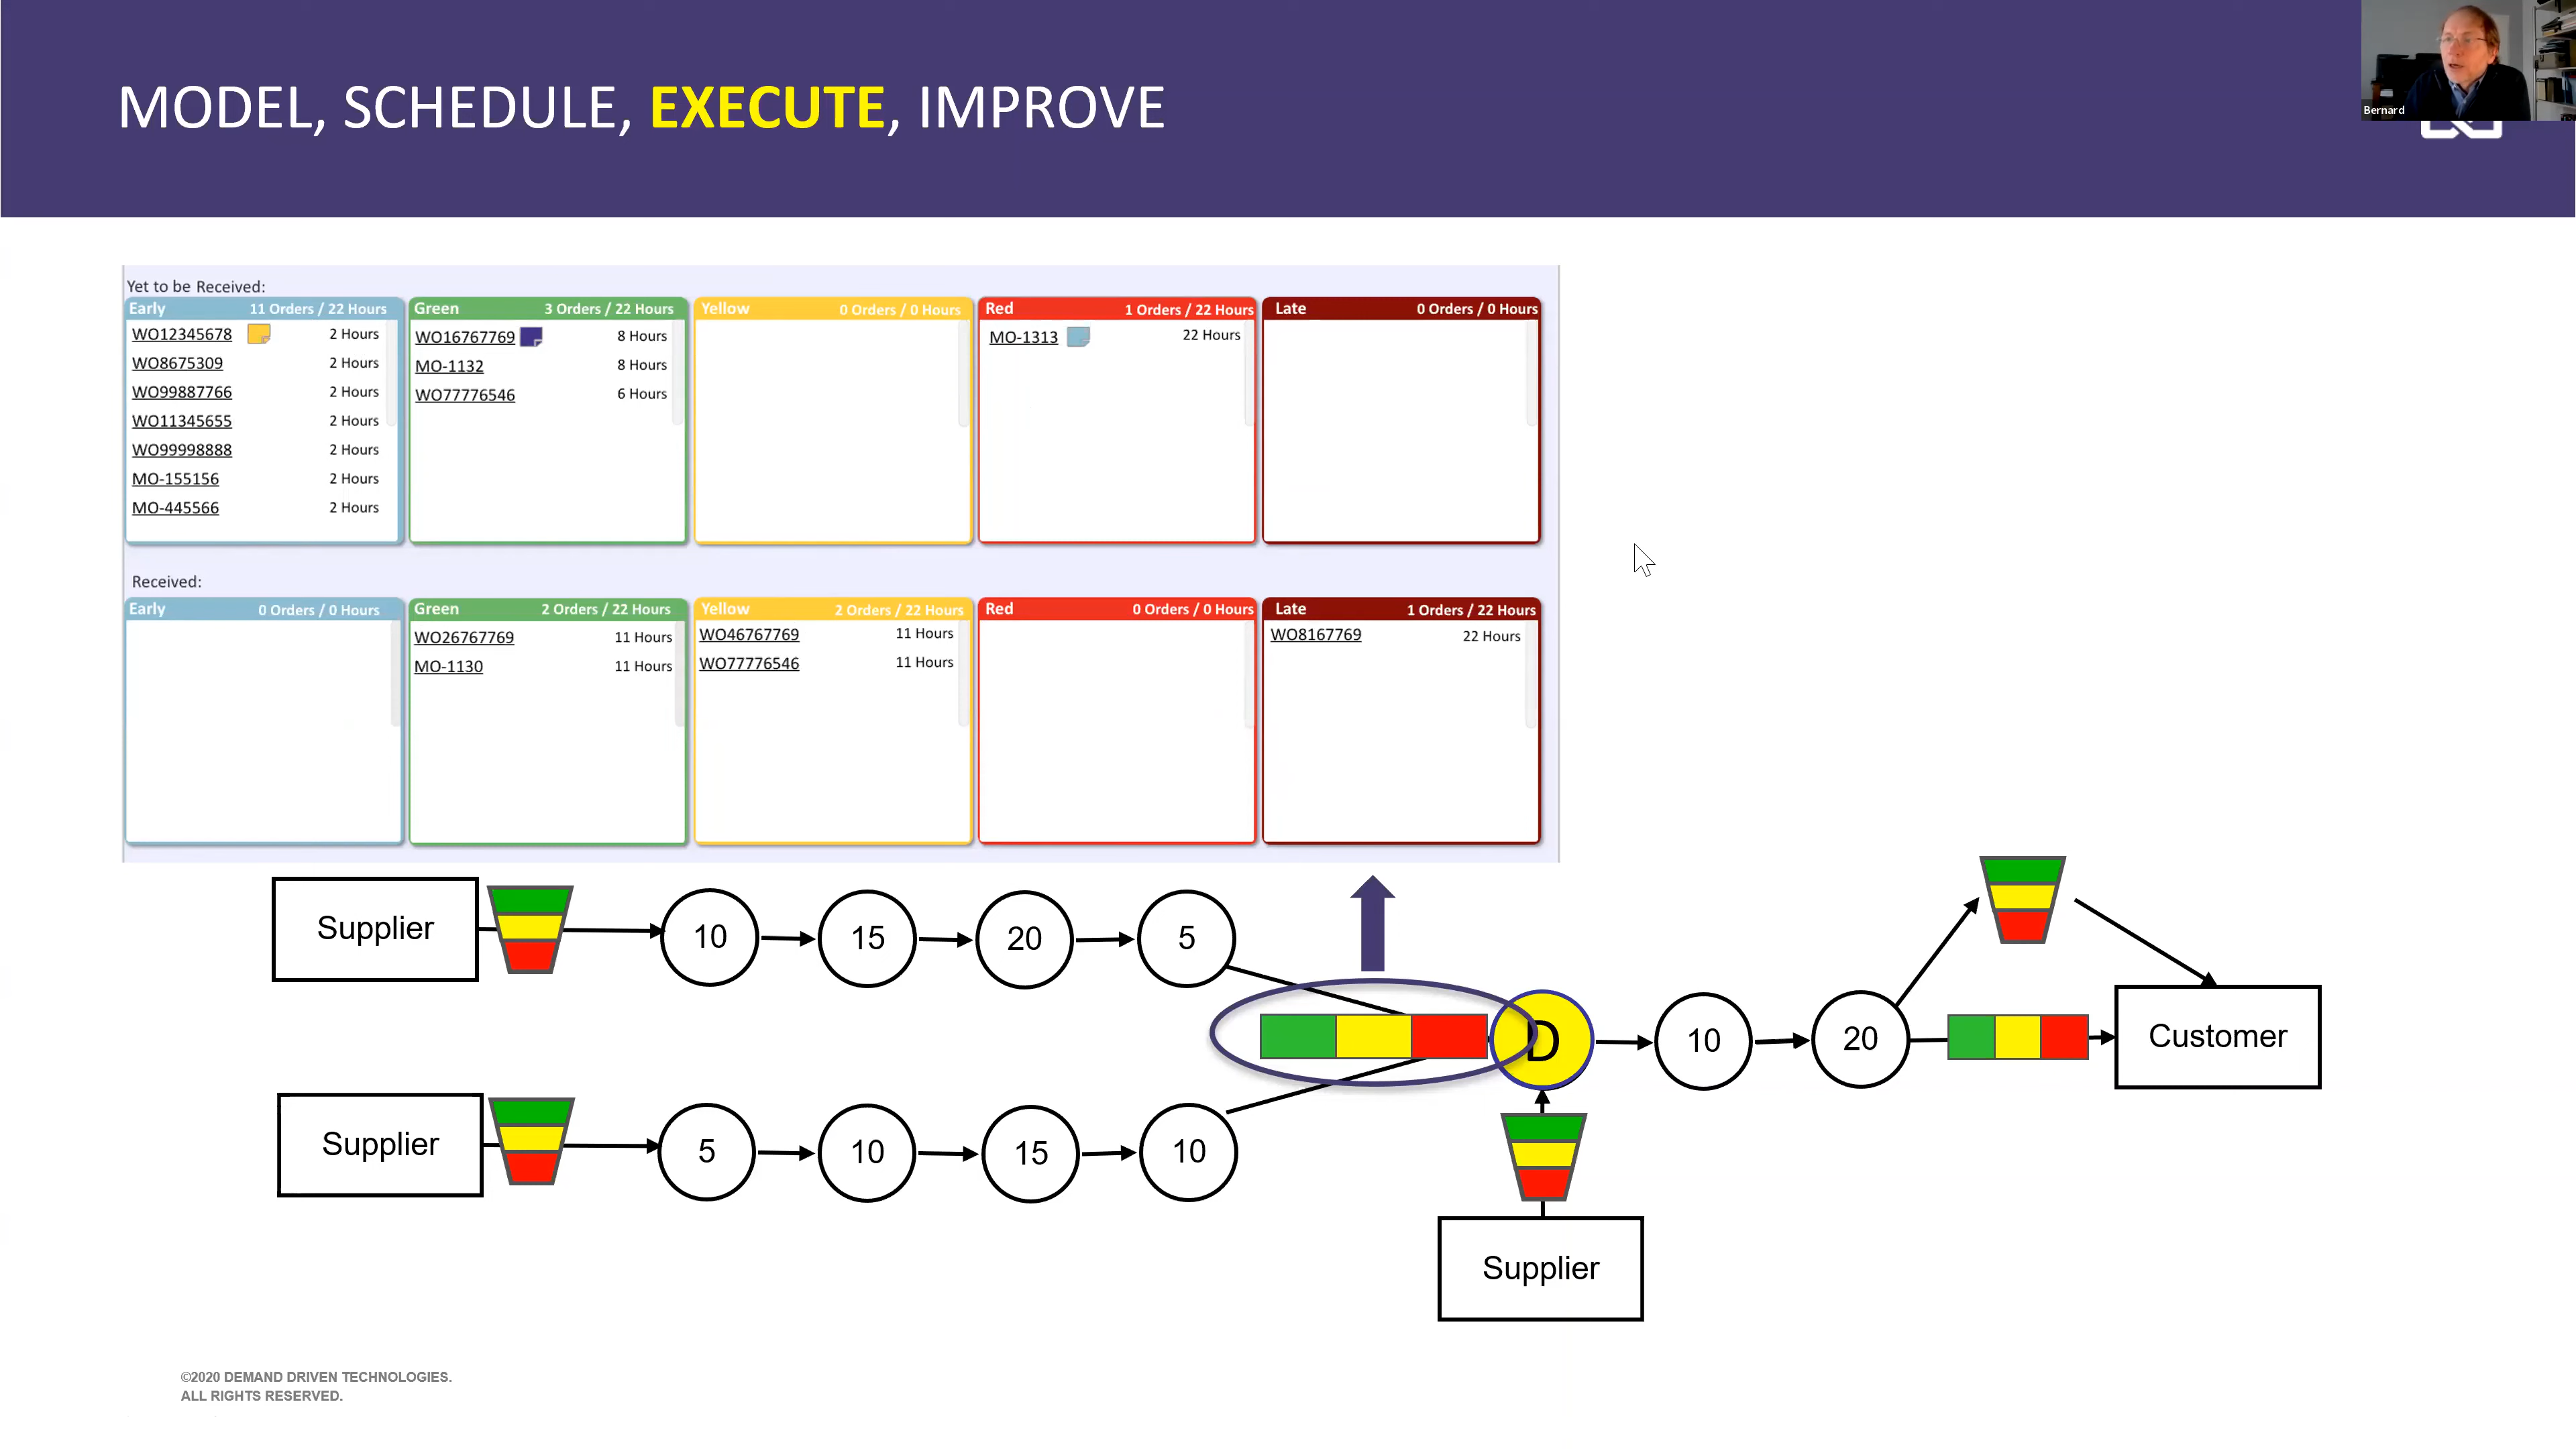 MODEL, SCHEDULE, EXECUTE, IMPROVE
Bernard
Yet to be Received:
Early 11 Orders / 22 Hours
WO12345678 2 Hours
WO8675309 2 Hours
WO99887766 2 Hours
WO11345655 2 Hours
WO99998888 2 Hours
MO-155156 2 Hours
MO-445566 2 Hours
Green 3 Orders / 22 Hours
WO16767769 8 Hours
MO-1132 8 Hours
WO77776546 6 Hours
Yellow 0 Orders / 0 Hours
Red 1 Orders / 22 Hours
MO-1313 22 Hours
Late 0 Orders / 0 Hours
Received:
Early 0 Orders / 0 Hours
Green 2 Orders / 22 Hours
WO26767769 11 Hours
MO-1130 11 Hours
Yellow 2 Orders / 22 Hours
WO46767769 11 Hours
WO77776546 11 Hours
Red 0 Orders / 0 Hours
Late 1 Orders / 22 Hours
WO8167769 22 Hours
Supplier 10 15 20 5
D 10 20 Customer
Supplier 5 10 15 10
Supplier
©2020 DEMAND DRIVEN TECHNOLOGIES.
ALL RIGHTS RESERVED.